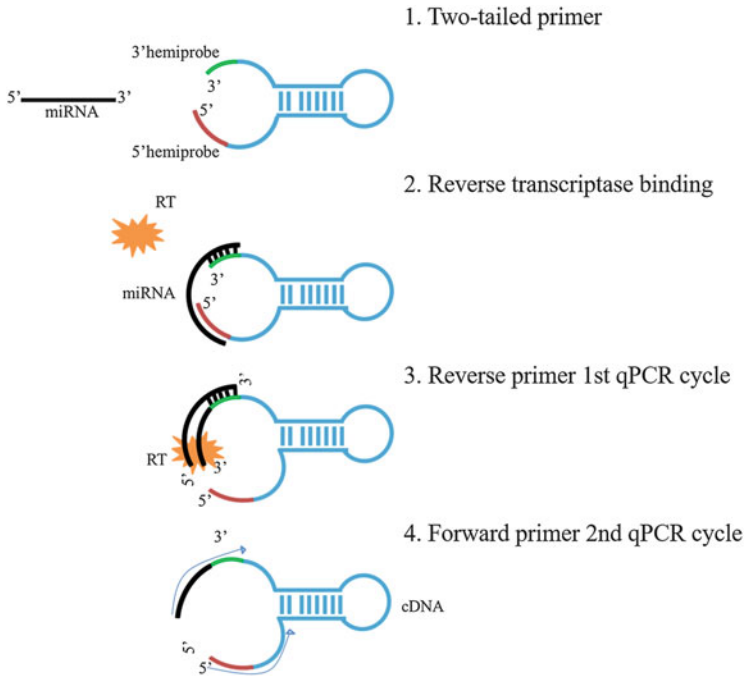 1. Two-tailed primer
3’hemiprobe
5’
miRNA
3’
3’
5’
5’hemiprobe
2. Reverse transcriptase binding
RT
miRNA
3’
5’
3. Reverse primer 1st qPCR cycle
3’
RT
5’
3’
5’
4. Forward primer 2nd qPCR cycle
3’
cDNA
5’
5’